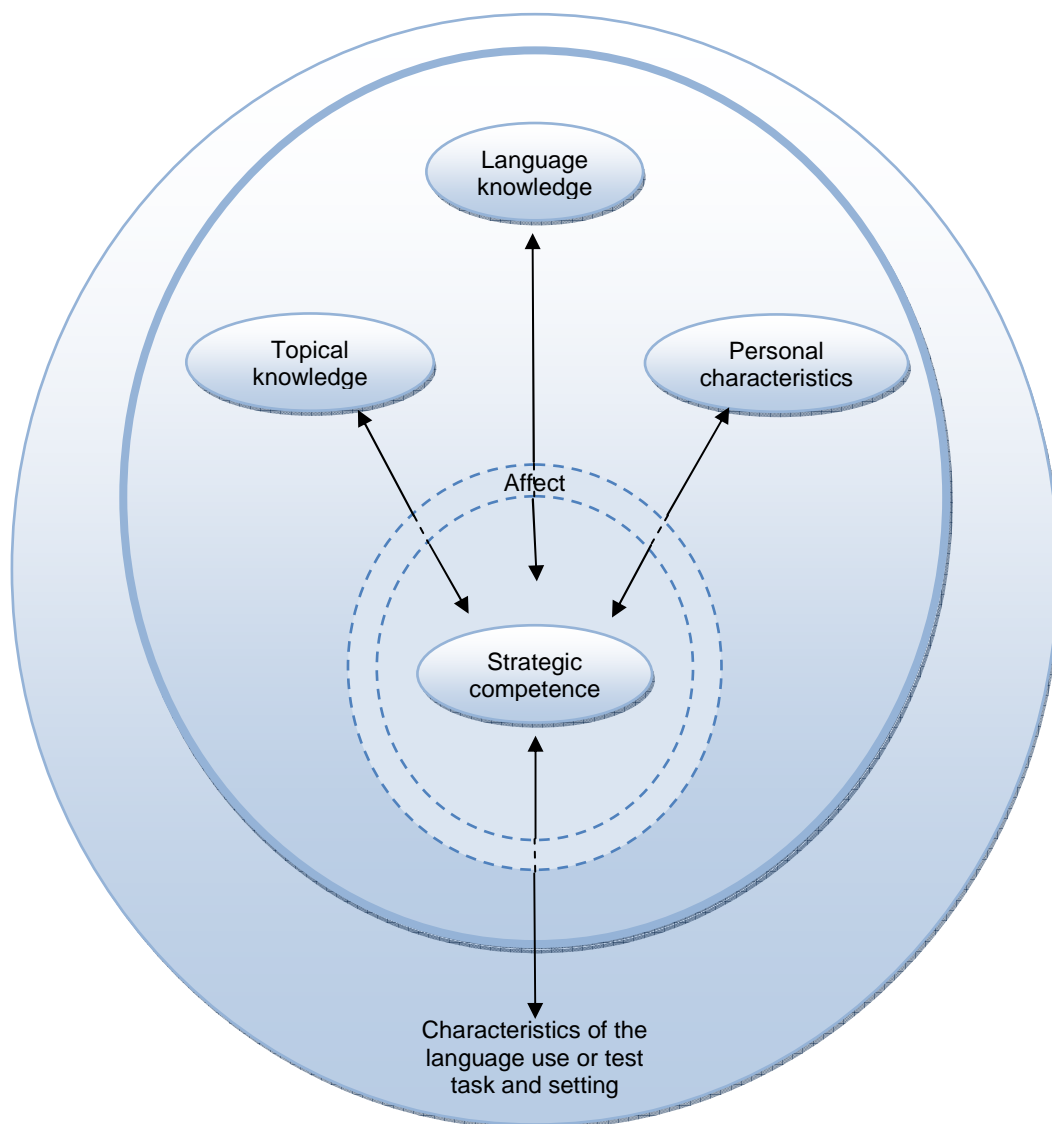 Language
knowledge
Topical
knowledge
Personal
characteristics
Affect
Strategic
competence
Characteristics of the
language use or test
task and setting